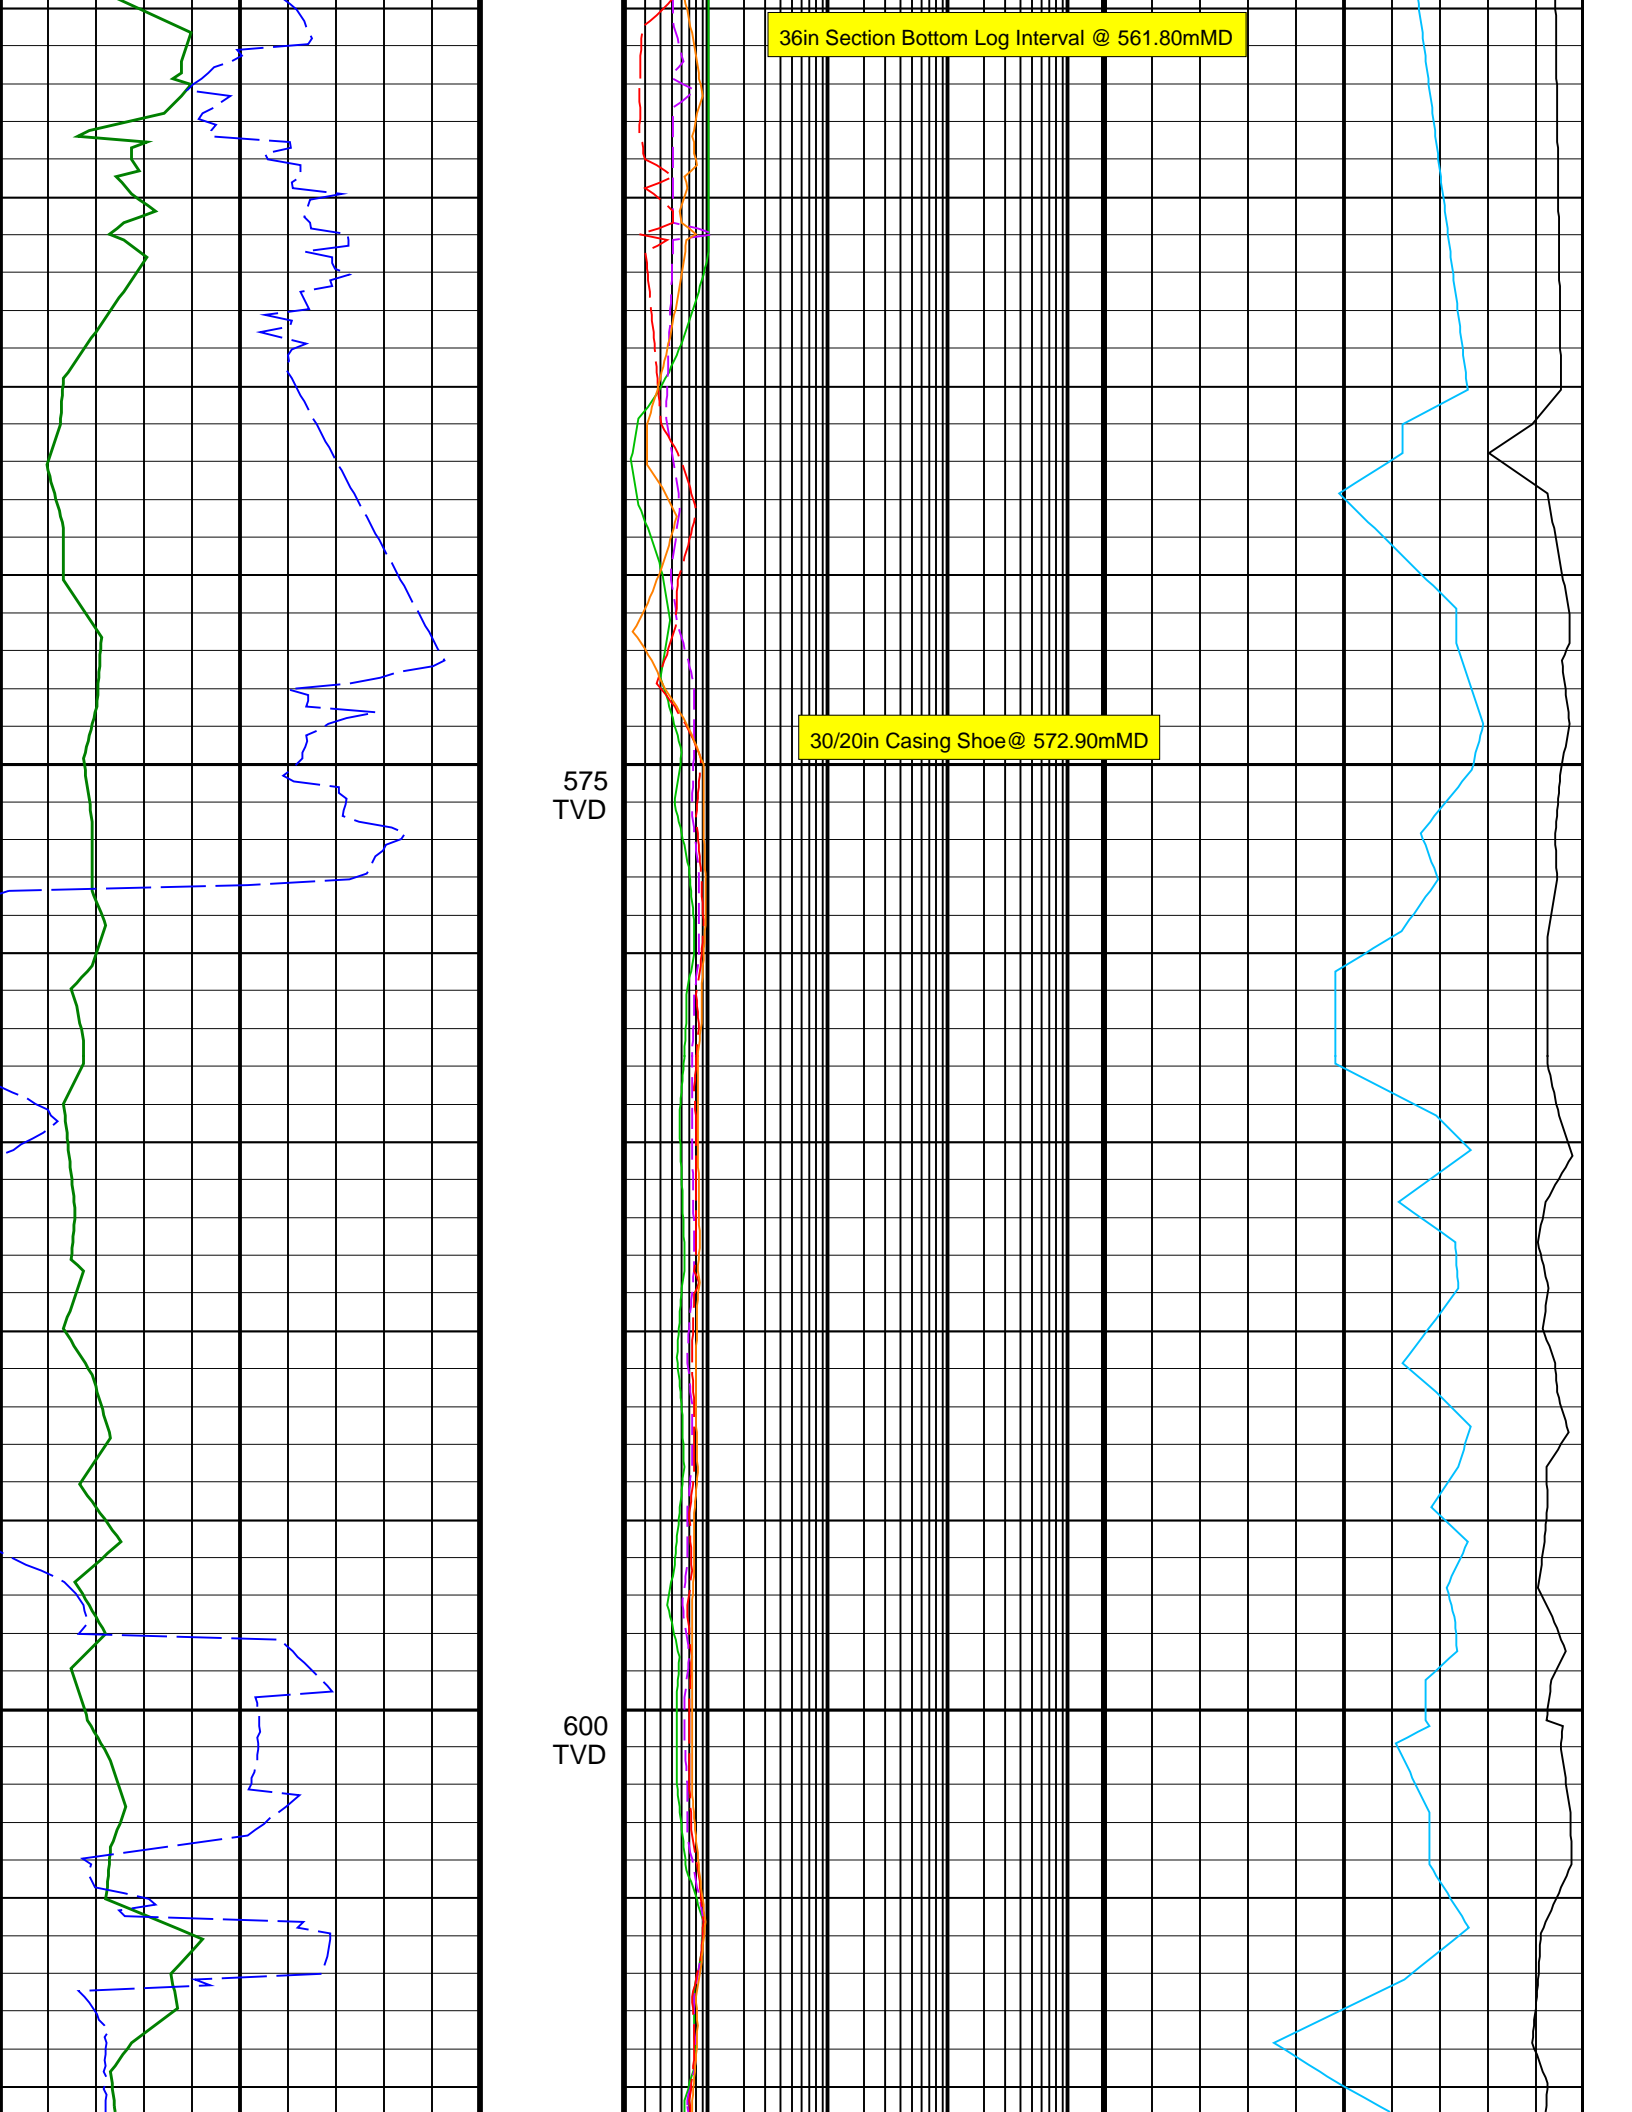 36in Section Bottom Log Interval @ 561.80mMD
30/20in Casing Shoe@ 572.90mMD
575
TVD
600
TVD